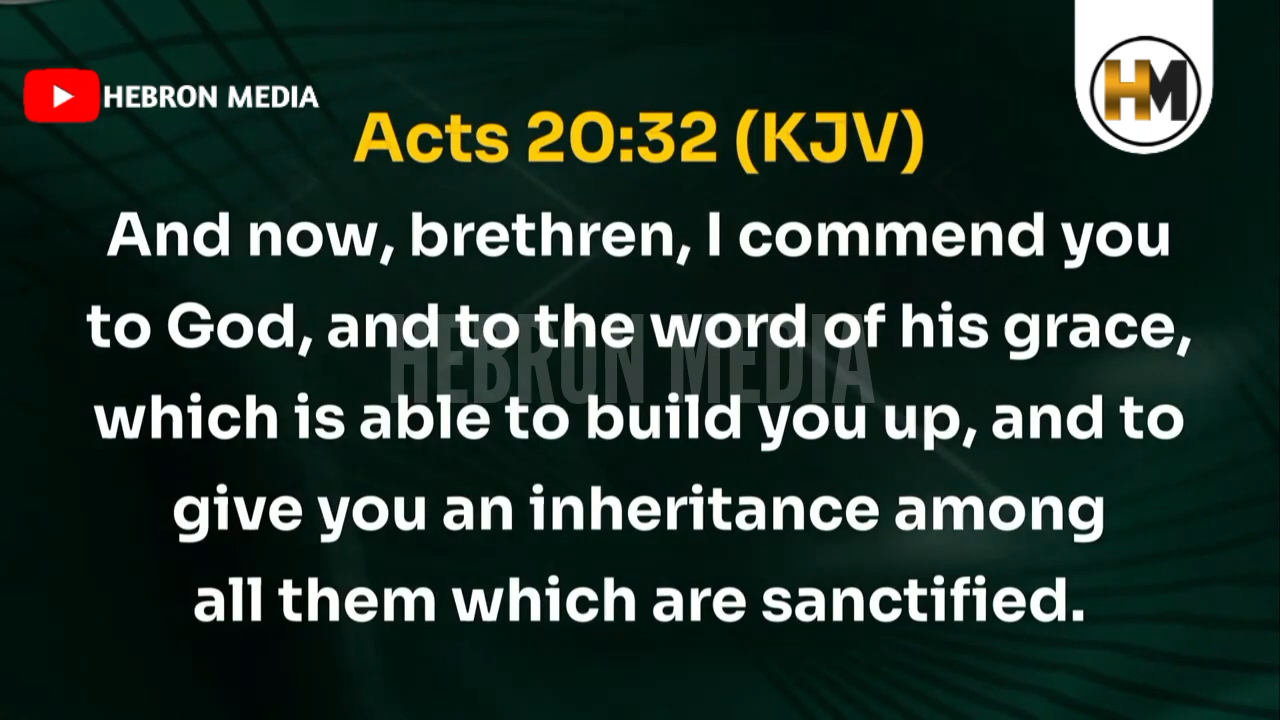 HEBRON MEDIA
HM
Acts 20:32 (KJV)
And now, brethren, I commend you
to God, and to the word of his grace,
HEBRON MEDIA
which is able to build you up, and to
give you an inheritance among
all them which are sanctified.